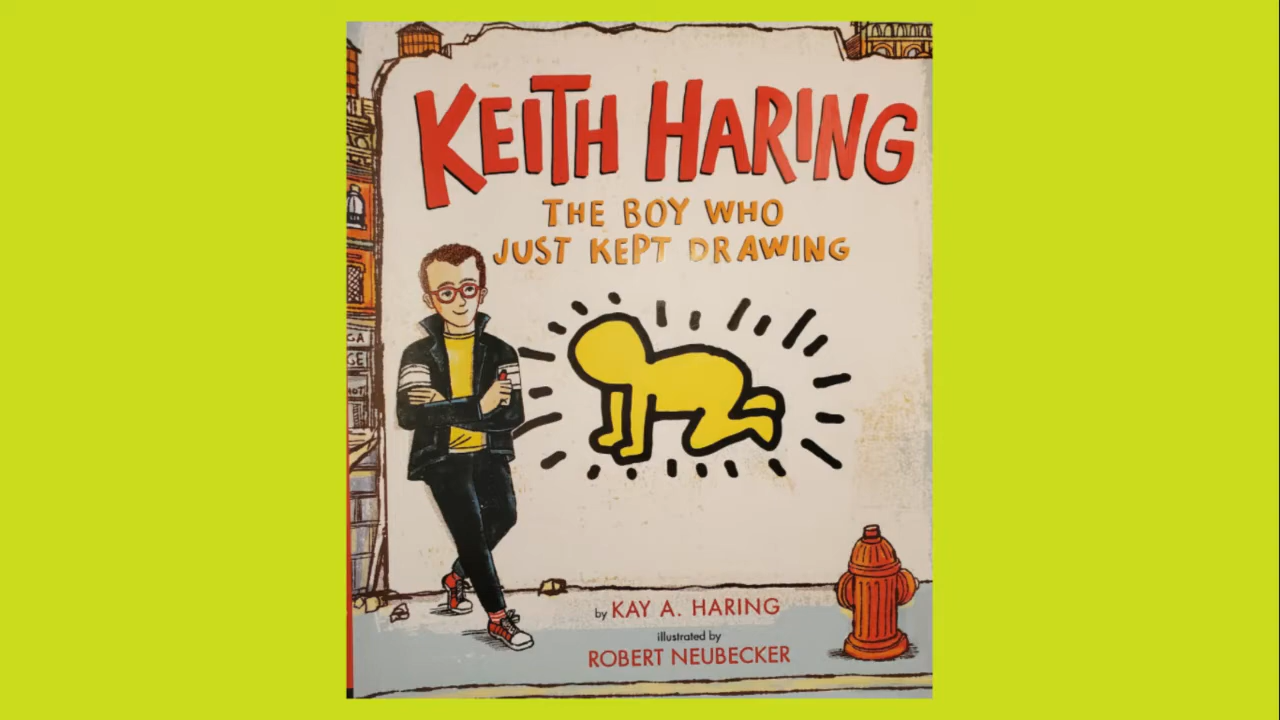 KEITH HARING
THE BOY WHO
JUST KEPT DRAWING
by KAY A. HARING
illustrated by
ROBERT NEUBECKER